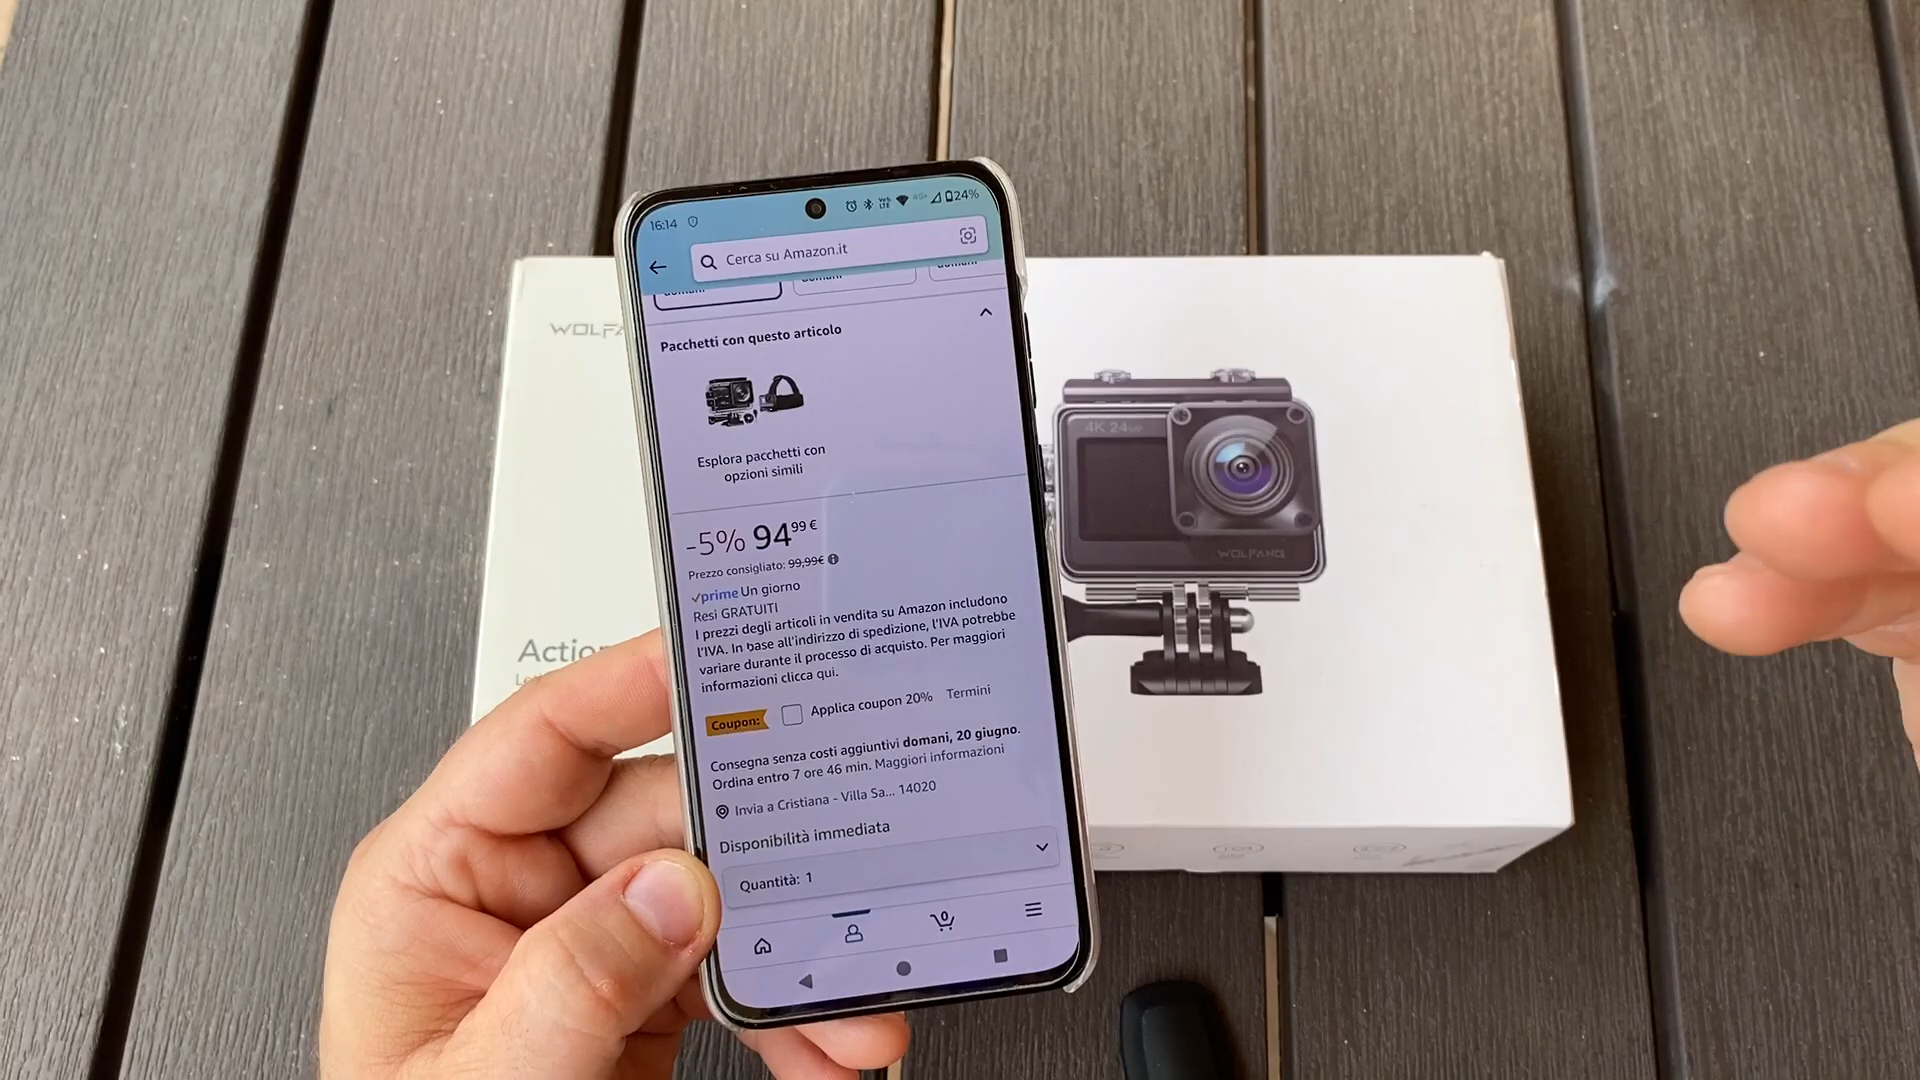 16:14
24%
Cerca su Amazon.it
Pacchetti con questo articolo
Esplora pacchetti con
opzioni simili
-5% 94 99 €
Prezzo consigliato: 99,99€
prime Un giorno
Resi GRATUITI
I prezzi degli articoli in vendita su Amazon includono
l'IVA. In base all'indirizzo di spedizione, l'IVA potrebbe
variare durante il processo di acquisto. Per maggiori
informazioni clicca qui.
Coupon: Applica coupon 20% Termini
Consegna senza costi aggiuntivi domani, 20 giugno.
Ordina entro 7 ore 46 min. Maggiori informazioni
Invia a Cristiana - Villa Sa... 14020
Disponibilità immediata
Quantità: 1
0
4K 24
WOLFANG